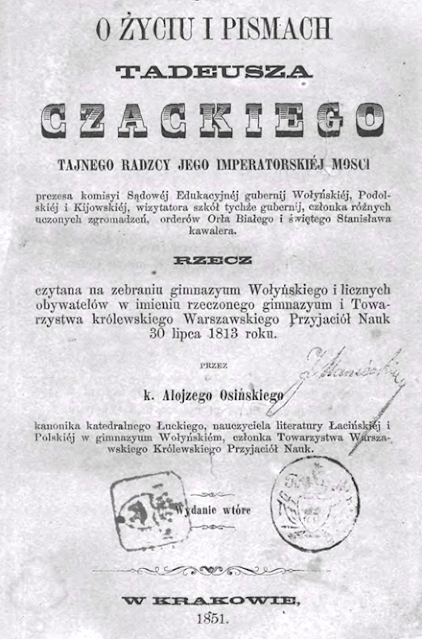 O ŻYCIU I PISMACH
TADEUSZA
CZACKIEGO
TAJNEGO RADZCY JEGO IMPERATORSKIÉJ MOSCI
prezesa komisyi Sądowéj Edukacyjnéj gubernij Wołyńskiéj, Podol-
skiéj i Kijowskiéj, wizytatora szkół tychże gubernij, członka różnych
uczonych zgromadzeń, orderów Orła Białego i świętego Stanisława
kawalera.
RZECZ
czytana na zebraniu gimnazyum Wołyńskiego i licznych
obywatelów w imieniu rzeczonego gimnazyum i Towa-
rzystwa królewskiego Warszawskiego Przyjaciół Nauk
30 lipca 1813 roku.
PRZEZ
k. Alojzego Osińskiego
kanonika katedralnego Łuckiego, nauczyciela literatury Łacińskiéj i
Polskiéj w gimnazyum Wołyńskiém, członka Towarzystwa Warsza-
wskiego Królewskiego Przyjaciół Nauk.
Wydanie wtóre
W KRAKOWIE,
1851.